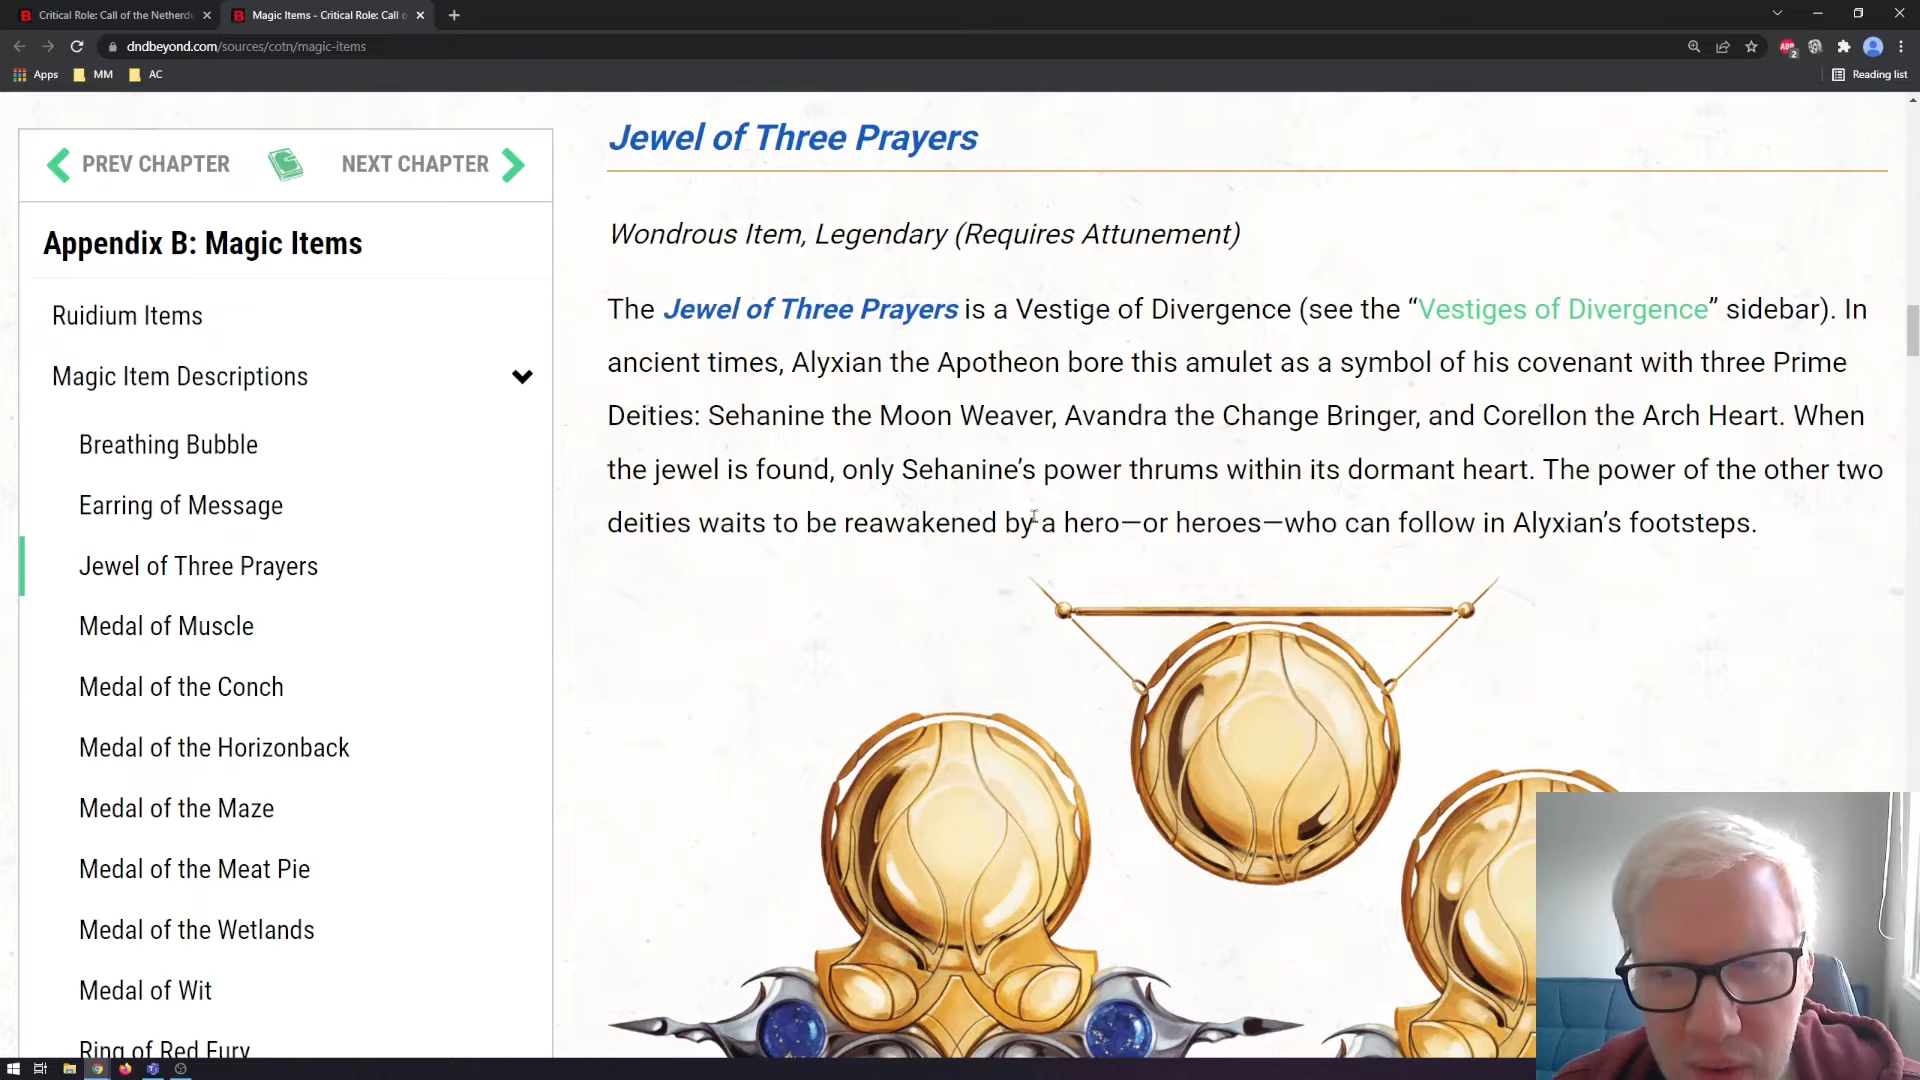 Critical Role: Call of the Netherde
Magic Items - Critical Role: Call o
dndbeyond.com/sources/cotn/magic-items
Apps
MM
AC
Reading list
PREV CHAPTER
NEXT CHAPTER
Appendix B: Magic Items
Ruidium Items
Magic Item Descriptions
Breathing Bubble
Earring of Message
Jewel of Three Prayers
Medal of Muscle
Medal of the Conch
Medal of the Horizonback
Medal of the Maze
Medal of the Meat Pie
Medal of the Wetlands
Medal of Wit
Ring of Red Fury
Jewel of Three Prayers
Wondrous Item, Legendary (Requires Attunement)
The Jewel of Three Prayers is a Vestige of Divergence (see the “Vestiges of Divergence” sidebar). In
ancient times, Alyxian the Apotheon bore this amulet as a symbol of his covenant with three Prime
Deities: Sehanine the Moon Weaver, Avandra the Change Bringer, and Corellon the Arch Heart. When
the jewel is found, only Sehanine’s power thrums within its dormant heart. The power of the other two
deities waits to be reawakened by a hero—or heroes—who can follow in Alyxian’s footsteps.